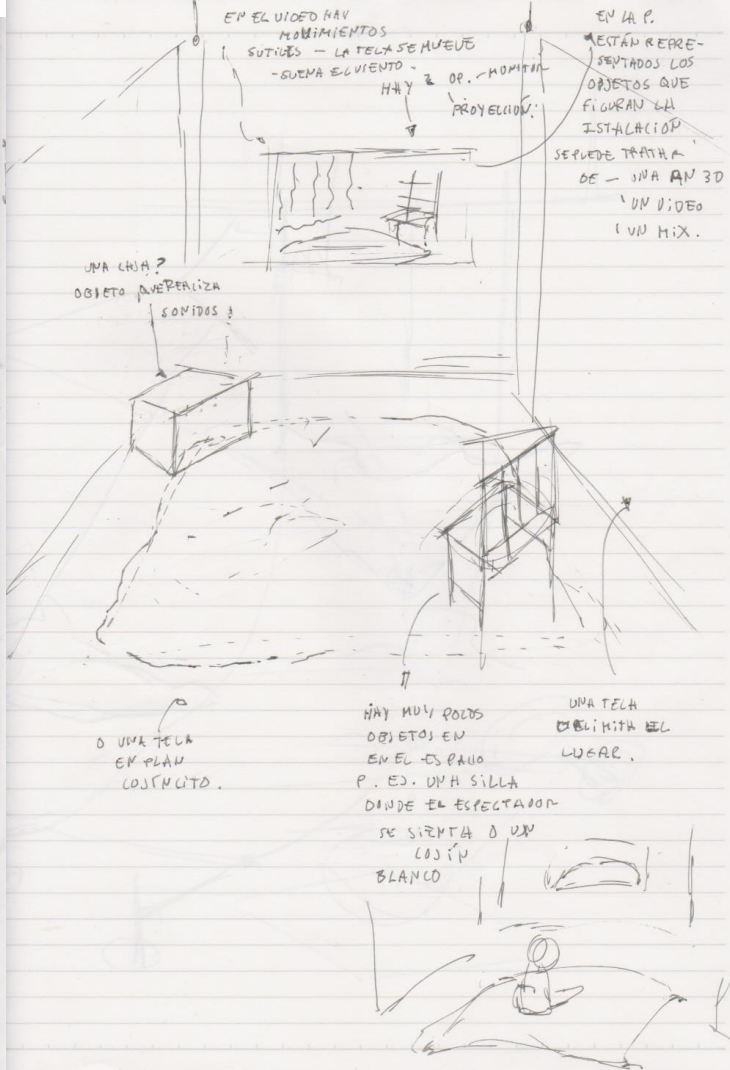 EN EL VIDEO HAY
MOVIMIENTOS
SUTILES — LA TELA SE MUEVE
- SUENA EL VIENTO -
HAY 2 OP. - MONITOR
PROYECCIÓN.
EN LA P.
ESTÁN REPRE-
SENTADOS LOS
OBJETOS QUE
FIGURAN LA
ISTALACIÓN
SE PUEDE TRATAR
DE — UNA AN 3D
UN VIDEO
UN MIX.
UNA CAJA?
OBJETO QUE REALIZA
SONIDOS
O UNA TELA
EN PLAN
COJINCITO.
HAY MUY POCOS
OBJETOS EN
EN EL ESPACIO
P. EJ. UNA SILLA
DONDE EL ESPECTADOR
SE SIENTA O UN
COJÍN
BLANCO
UNA TELA
DELIMITA EL
LUGAR.